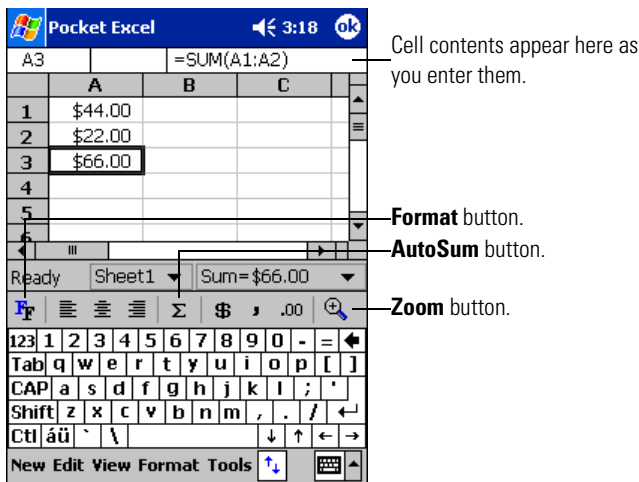 Pocket Excel 3:18 ok
A3 =SUM(A1:A2)
Cell contents appear here as
you enter them.
A B C
1 $44.00
2 $22.00
3 $66.00
4
5
6
Format button.
AutoSum button.
Ready Sheet1 Sum=$66.00
FF Σ $ , .00
Zoom button.
123 1 2 3 4 5 6 7 8 9 0 - =
Tab q w e r t y u i o p [ ]
CAP a s d f g h j k l ; '
Shift z x c v b n m , . /
Ctl áü ` \ ↓ ↑ ← →
New Edit View Format Tools